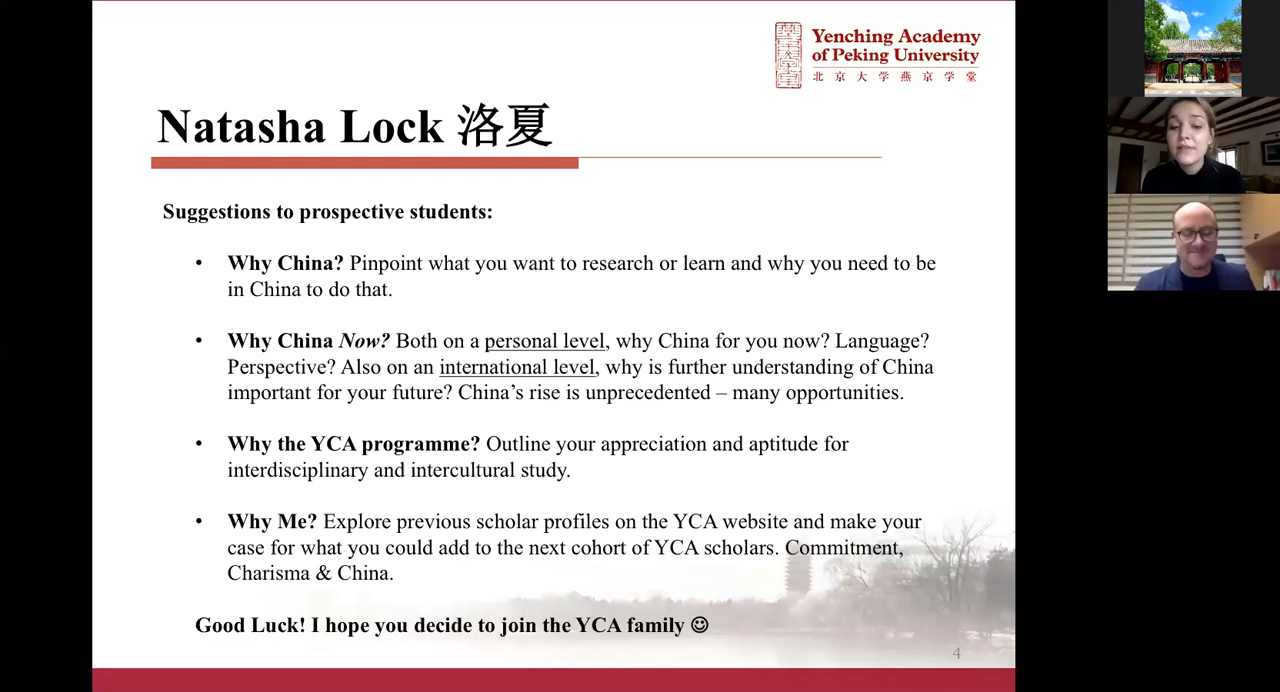 Yenching Academy
of Peking University
北京大学燕京学堂
Natasha Lock 洛夏
Suggestions to prospective students:
• Why China? Pinpoint what you want to research or learn and why you need to be
in China to do that.
• Why China Now? Both on a personal level, why China for you now? Language?
Perspective? Also on an international level, why is further understanding of China
important for your future? China’s rise is unprecedented – many opportunities.
• Why the YCA programme? Outline your appreciation and aptitude for
interdisciplinary and intercultural study.
• Why Me? Explore previous scholar profiles on the YCA website and make your
case for what you could add to the next cohort of YCA scholars. Commitment,
Charisma & China.
Good Luck! I hope you decide to join the YCA family ☺
4